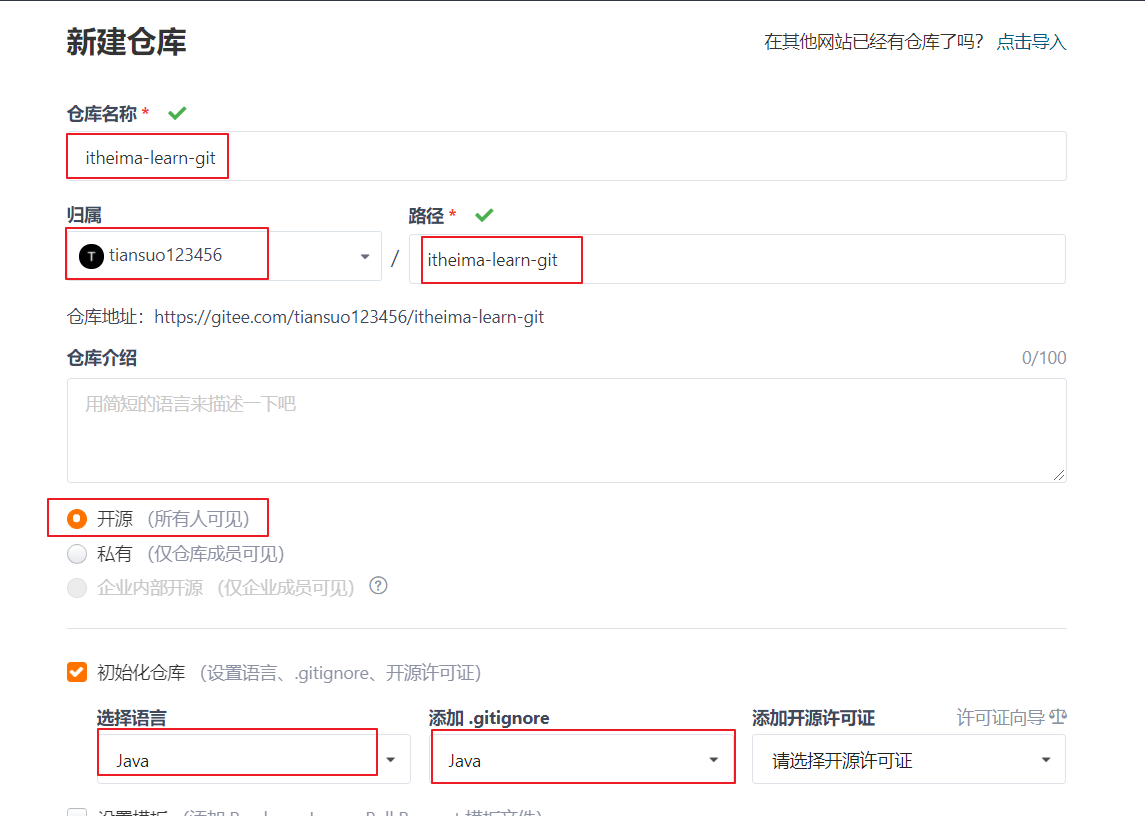 新建仓库
在其他网站已经有仓库了吗? 点击导入
仓库名称 *
itheima-learn-git
归属
路径 *
T tiansuo123456
/
itheima-learn-git
仓库地址：https://gitee.com/tiansuo123456/itheima-learn-git
仓库介绍
0/100
用简短的语言来描述一下吧
开源 (所有人可见)
私有 (仅仓库成员可见)
企业内部开源 (仅企业成员可见) ?
初始化仓库 (设置语言、.gitignore、开源许可证)
选择语言
添加 .gitignore
添加开源许可证
许可证向导
Java
Java
请选择开源许可证